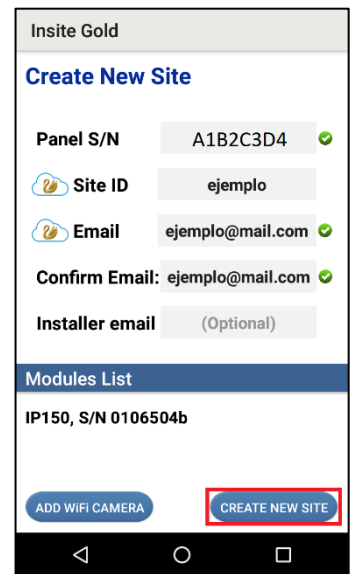 Insite Gold
Create New Site
Panel S/N A1B2C3D4
Site ID ejemplo
Email ejemplo@mail.com
Confirm Email: ejemplo@mail.com
Installer email (Optional)
Modules List
IP150, S/N 0106504b
ADD WiFi CAMERA CREATE NEW SITE